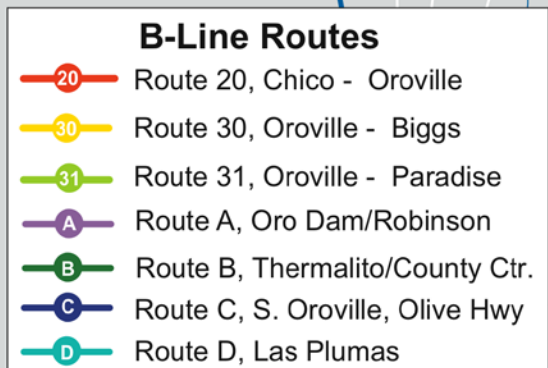 B-Line Routes
20 Route 20, Chico - Oroville
30 Route 30, Oroville - Biggs
31 Route 31, Oroville - Paradise
A Route A, Oro Dam/Robinson
B Route B, Thermalito/County Ctr.
C Route C, S. Oroville, Olive Hwy
D Route D, Las Plumas